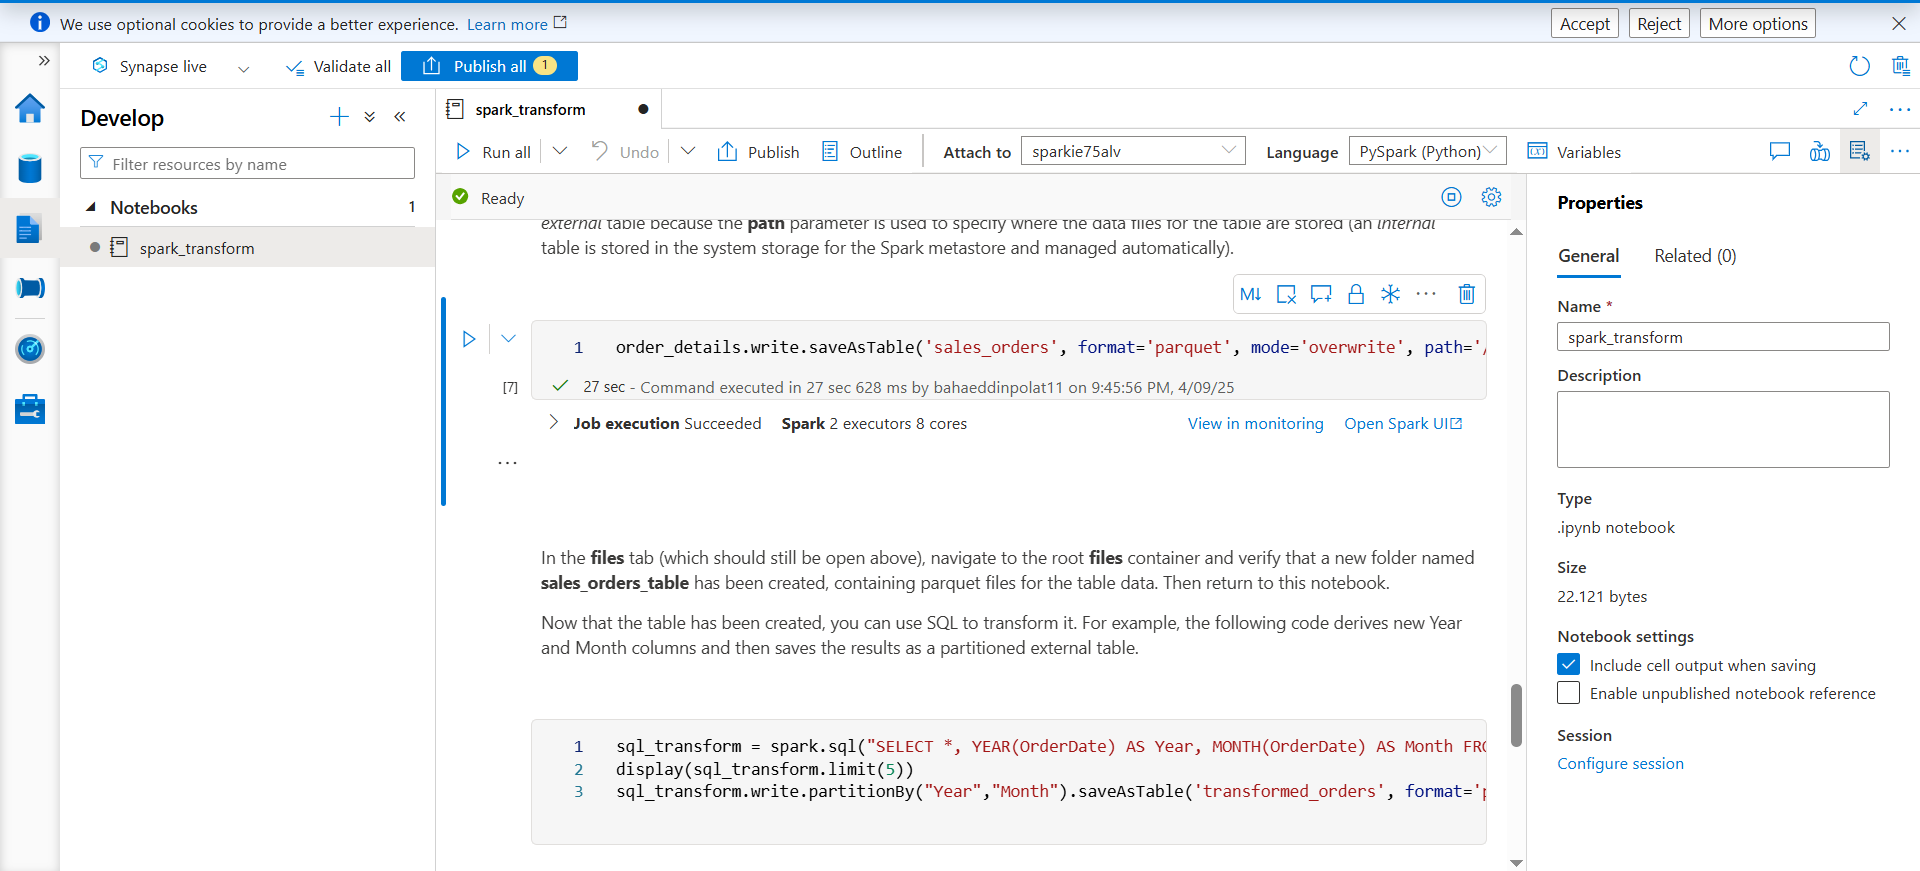 We use optional cookies to provide a better experience. Learn more
Accept
Reject
More options
Synapse live
Validate all
Publish all 1
Develop
Filter resources by name
Notebooks 1
spark_transform
spark_transform
Run all
Undo
Publish
Outline
Attach to
sparkie75alv
Language
PySpark (Python)
Variables
Ready
external table because the path parameter is used to specify where the data files for the table are stored (an internal
table is stored in the system storage for the Spark metastore and managed automatically).
M↓
1 order_details.write.saveAsTable('sales_orders', format='parquet', mode='overwrite', path='/
[7]
27 sec - Command executed in 27 sec 628 ms by bahaeddinpolat11 on 9:45:56 PM, 4/09/25
Job execution Succeeded Spark 2 executors 8 cores
View in monitoring
Open Spark UI
In the files tab (which should still be open above), navigate to the root files container and verify that a new folder named
sales_orders_table has been created, containing parquet files for the table data. Then return to this notebook.
Now that the table has been created, you can use SQL to transform it. For example, the following code derives new Year
and Month columns and then saves the results as a partitioned external table.
1 sql_transform = spark.sql("SELECT *, YEAR(OrderDate) AS Year, MONTH(OrderDate) AS Month FRO
2 display(sql_transform.limit(5))
3 sql_transform.write.partitionBy("Year","Month").saveAsTable('transformed_orders', format='p
Properties
General
Related (0)
Name *
spark_transform
Description
Type
.ipynb notebook
Size
22.121 bytes
Notebook settings
Include cell output when saving
Enable unpublished notebook reference
Session
Configure session